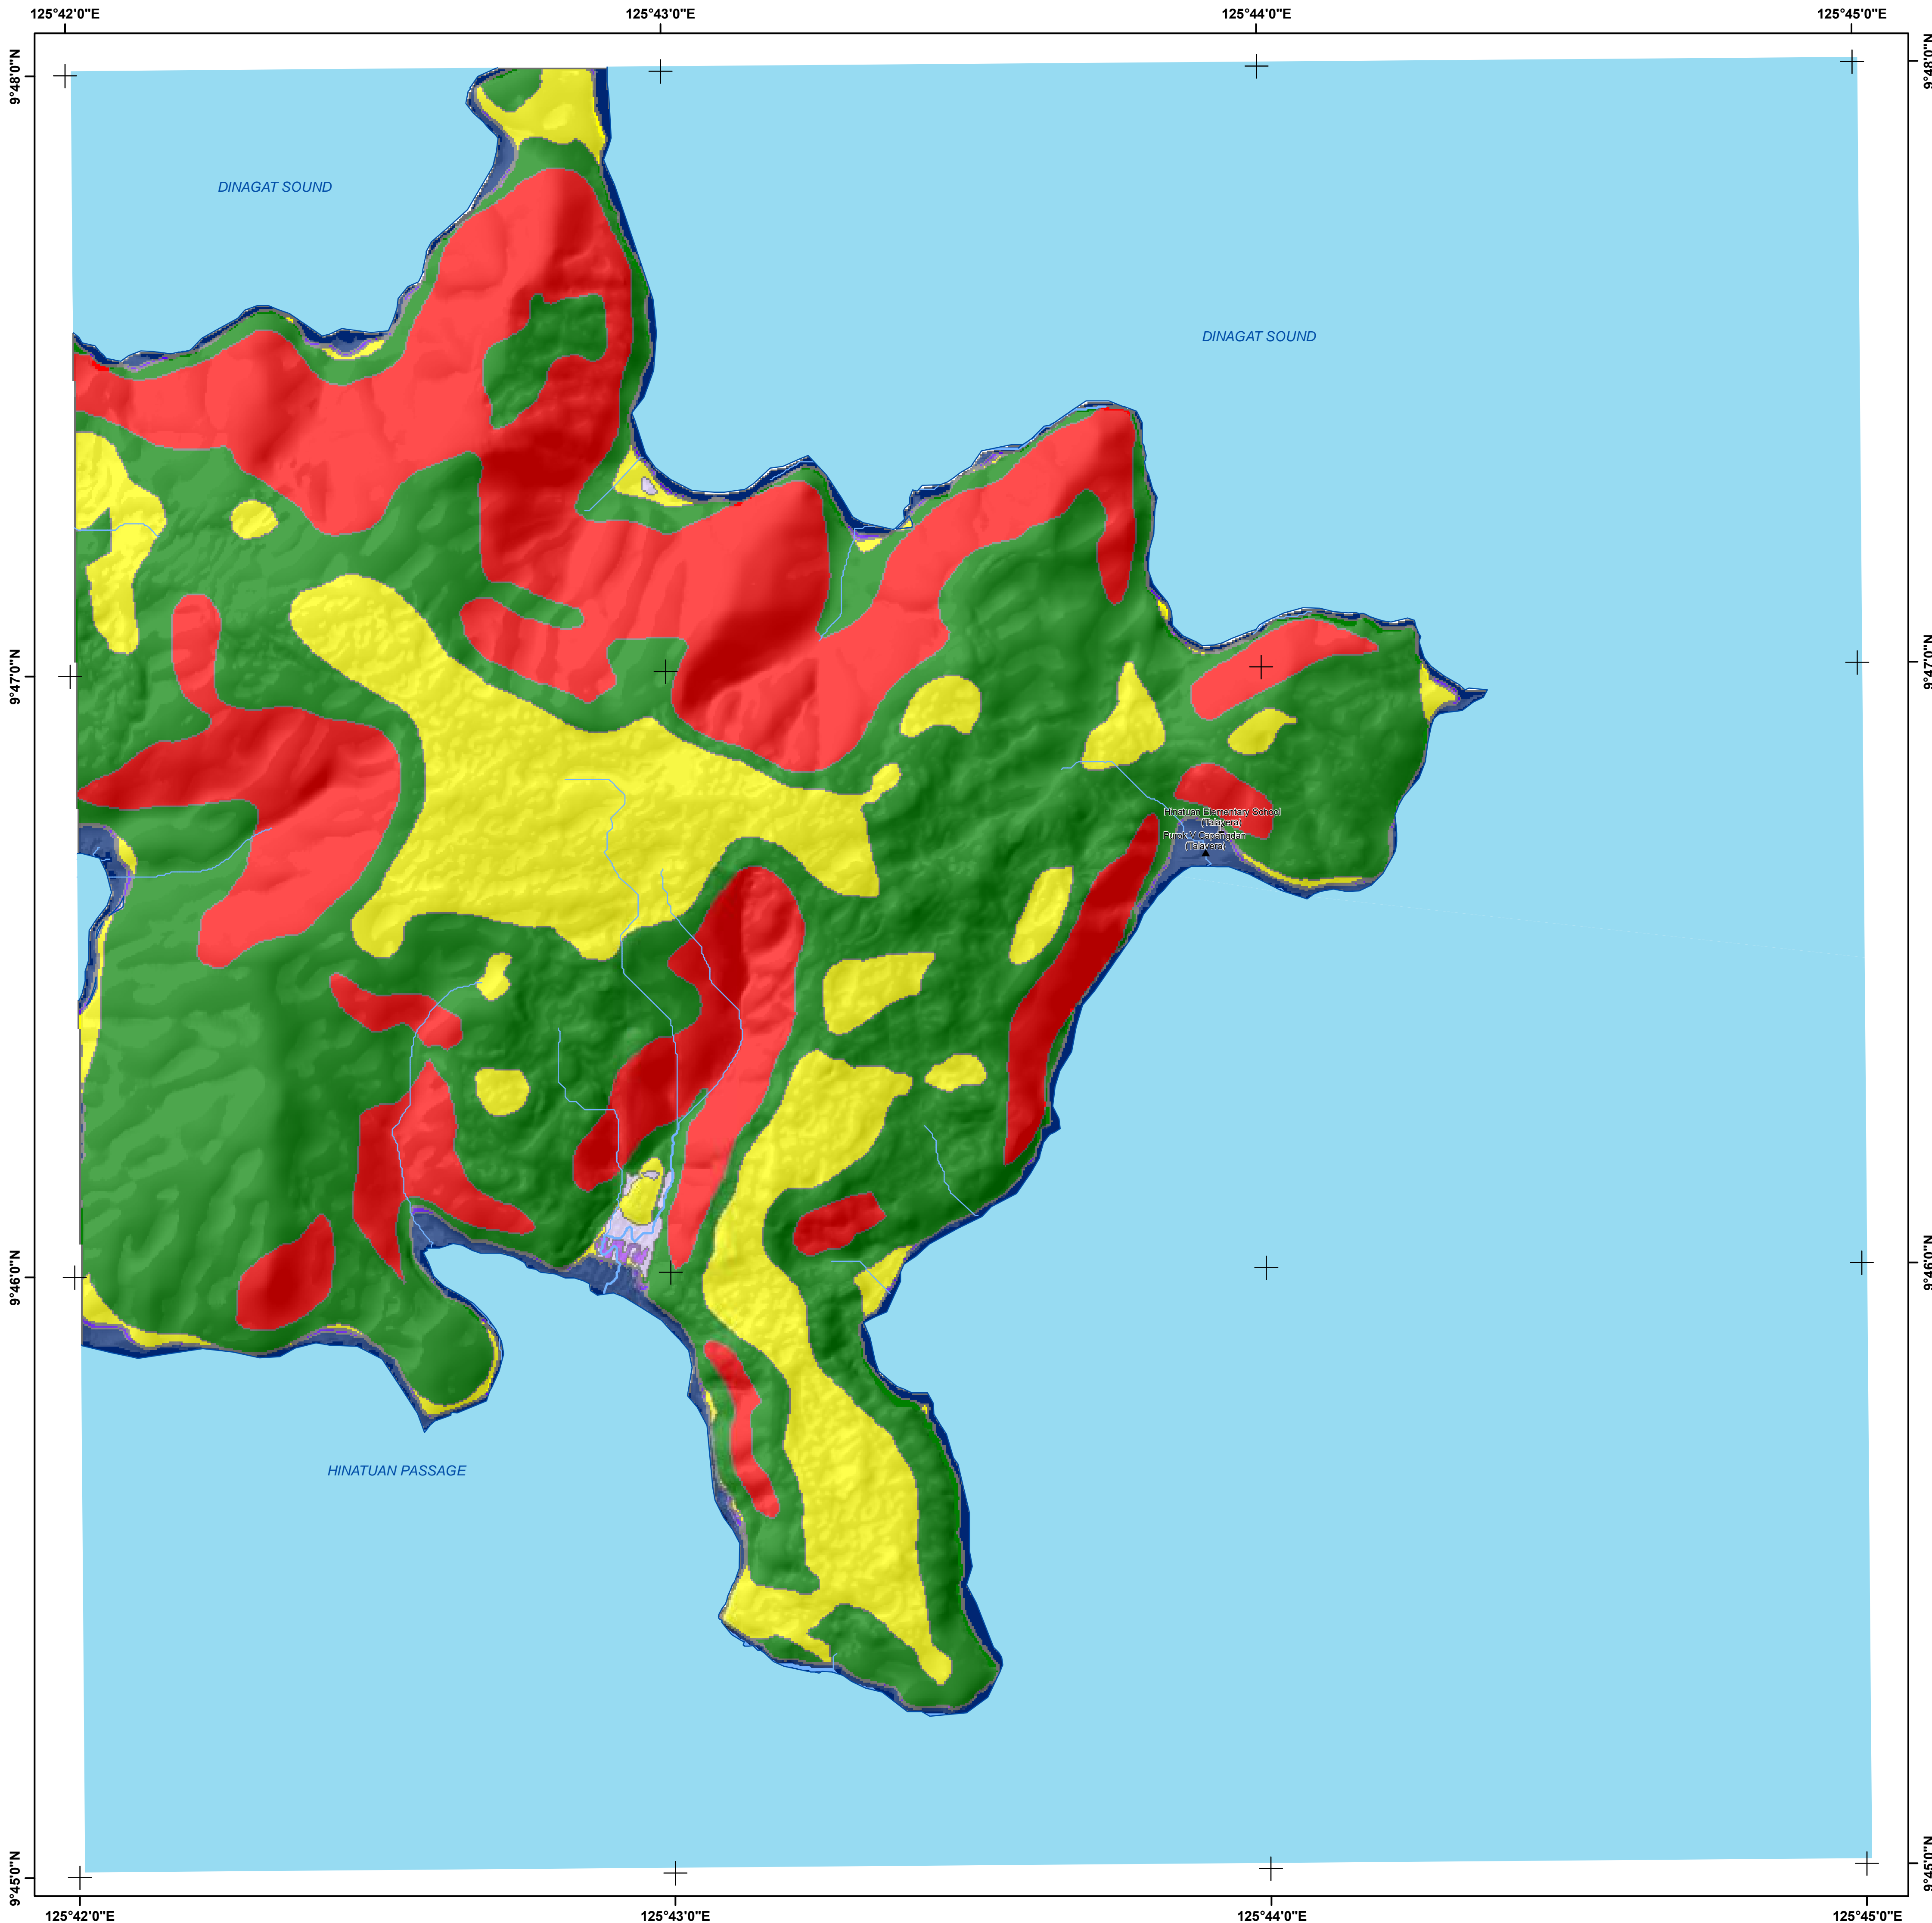 125°42'0"E 125°43'0"E 125°44'0"E 125°45'0"E
9°48'0"N 9°48'0"N
DINAGAT SOUND
DINAGAT SOUND
9°47'0"N 9°47'0"N
Hinatuan Elementary School
(Talavera)
Purok V Canangdan
(Talavera)
9°46'0"N 9°46'0"N
HINATUAN PASSAGE
9°45'0"N 9°45'0"N
125°42'0"E 125°43'0"E 125°44'0"E 125°45'0"E